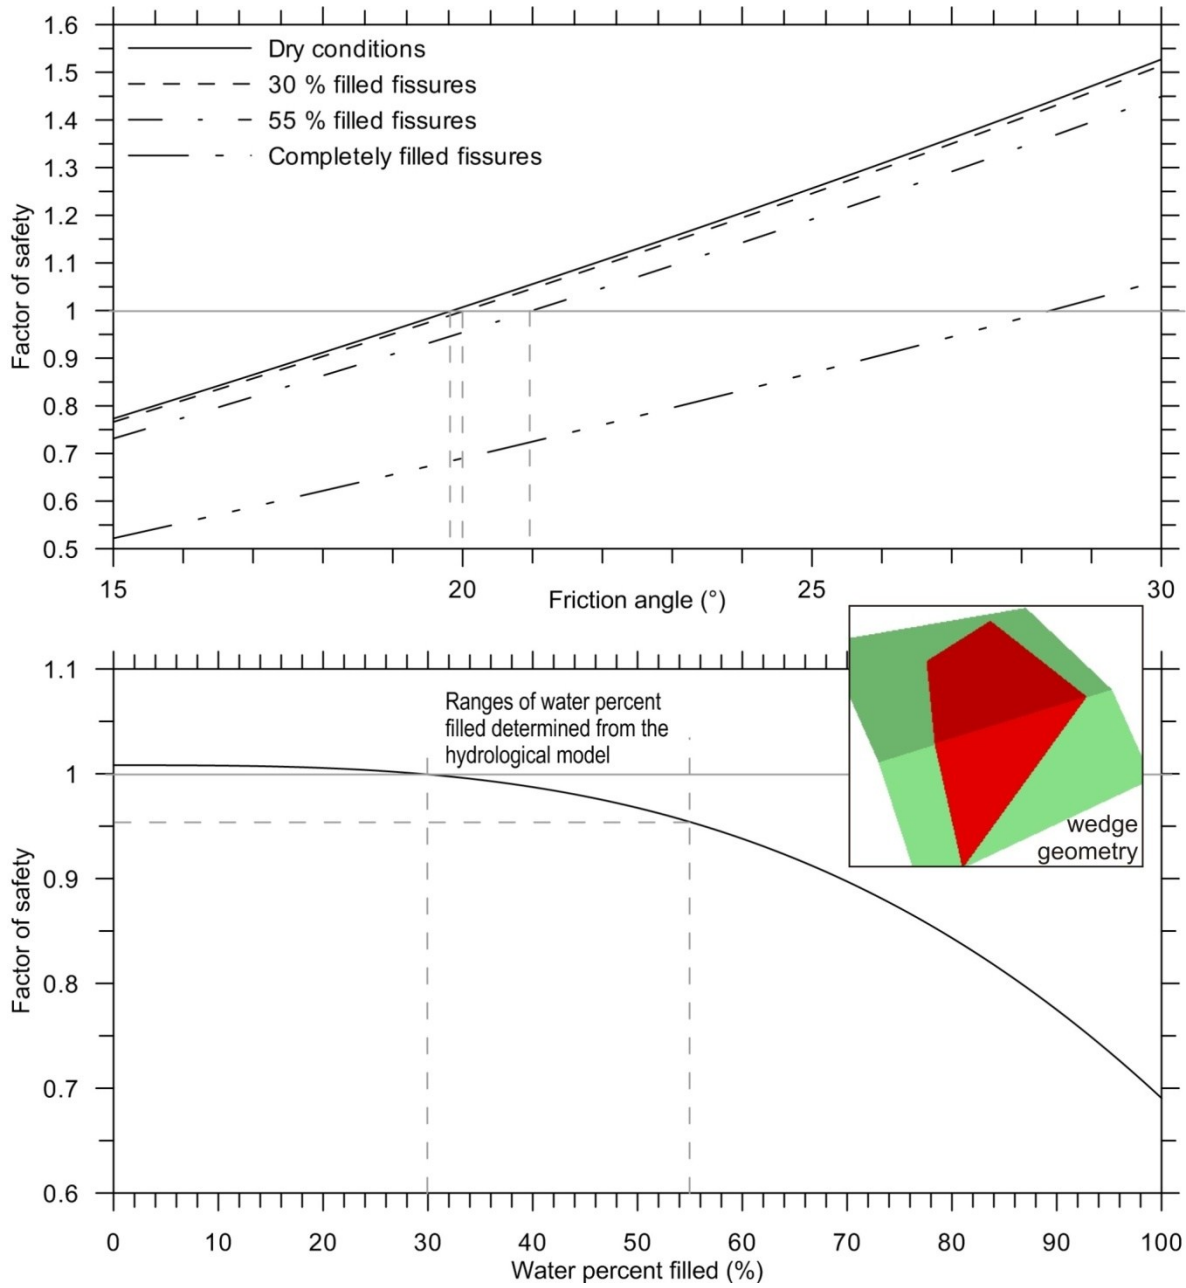 1.6
1.5
1.4
1.3
1.2
1.1
1
0.9
0.8
0.7
0.6
0.5
Factor of safety
Dry conditions
30 % filled fissures
55 % filled fissures
Completely filled fissures
15
20
25
30
Friction angle (°)
1.1
1
0.9
0.8
0.7
0.6
Factor of safety
Ranges of water percent
filled determined from the
hydrological model
wedge
geometry
0
10
20
30
40
50
60
70
80
90
100
Water percent filled (%)